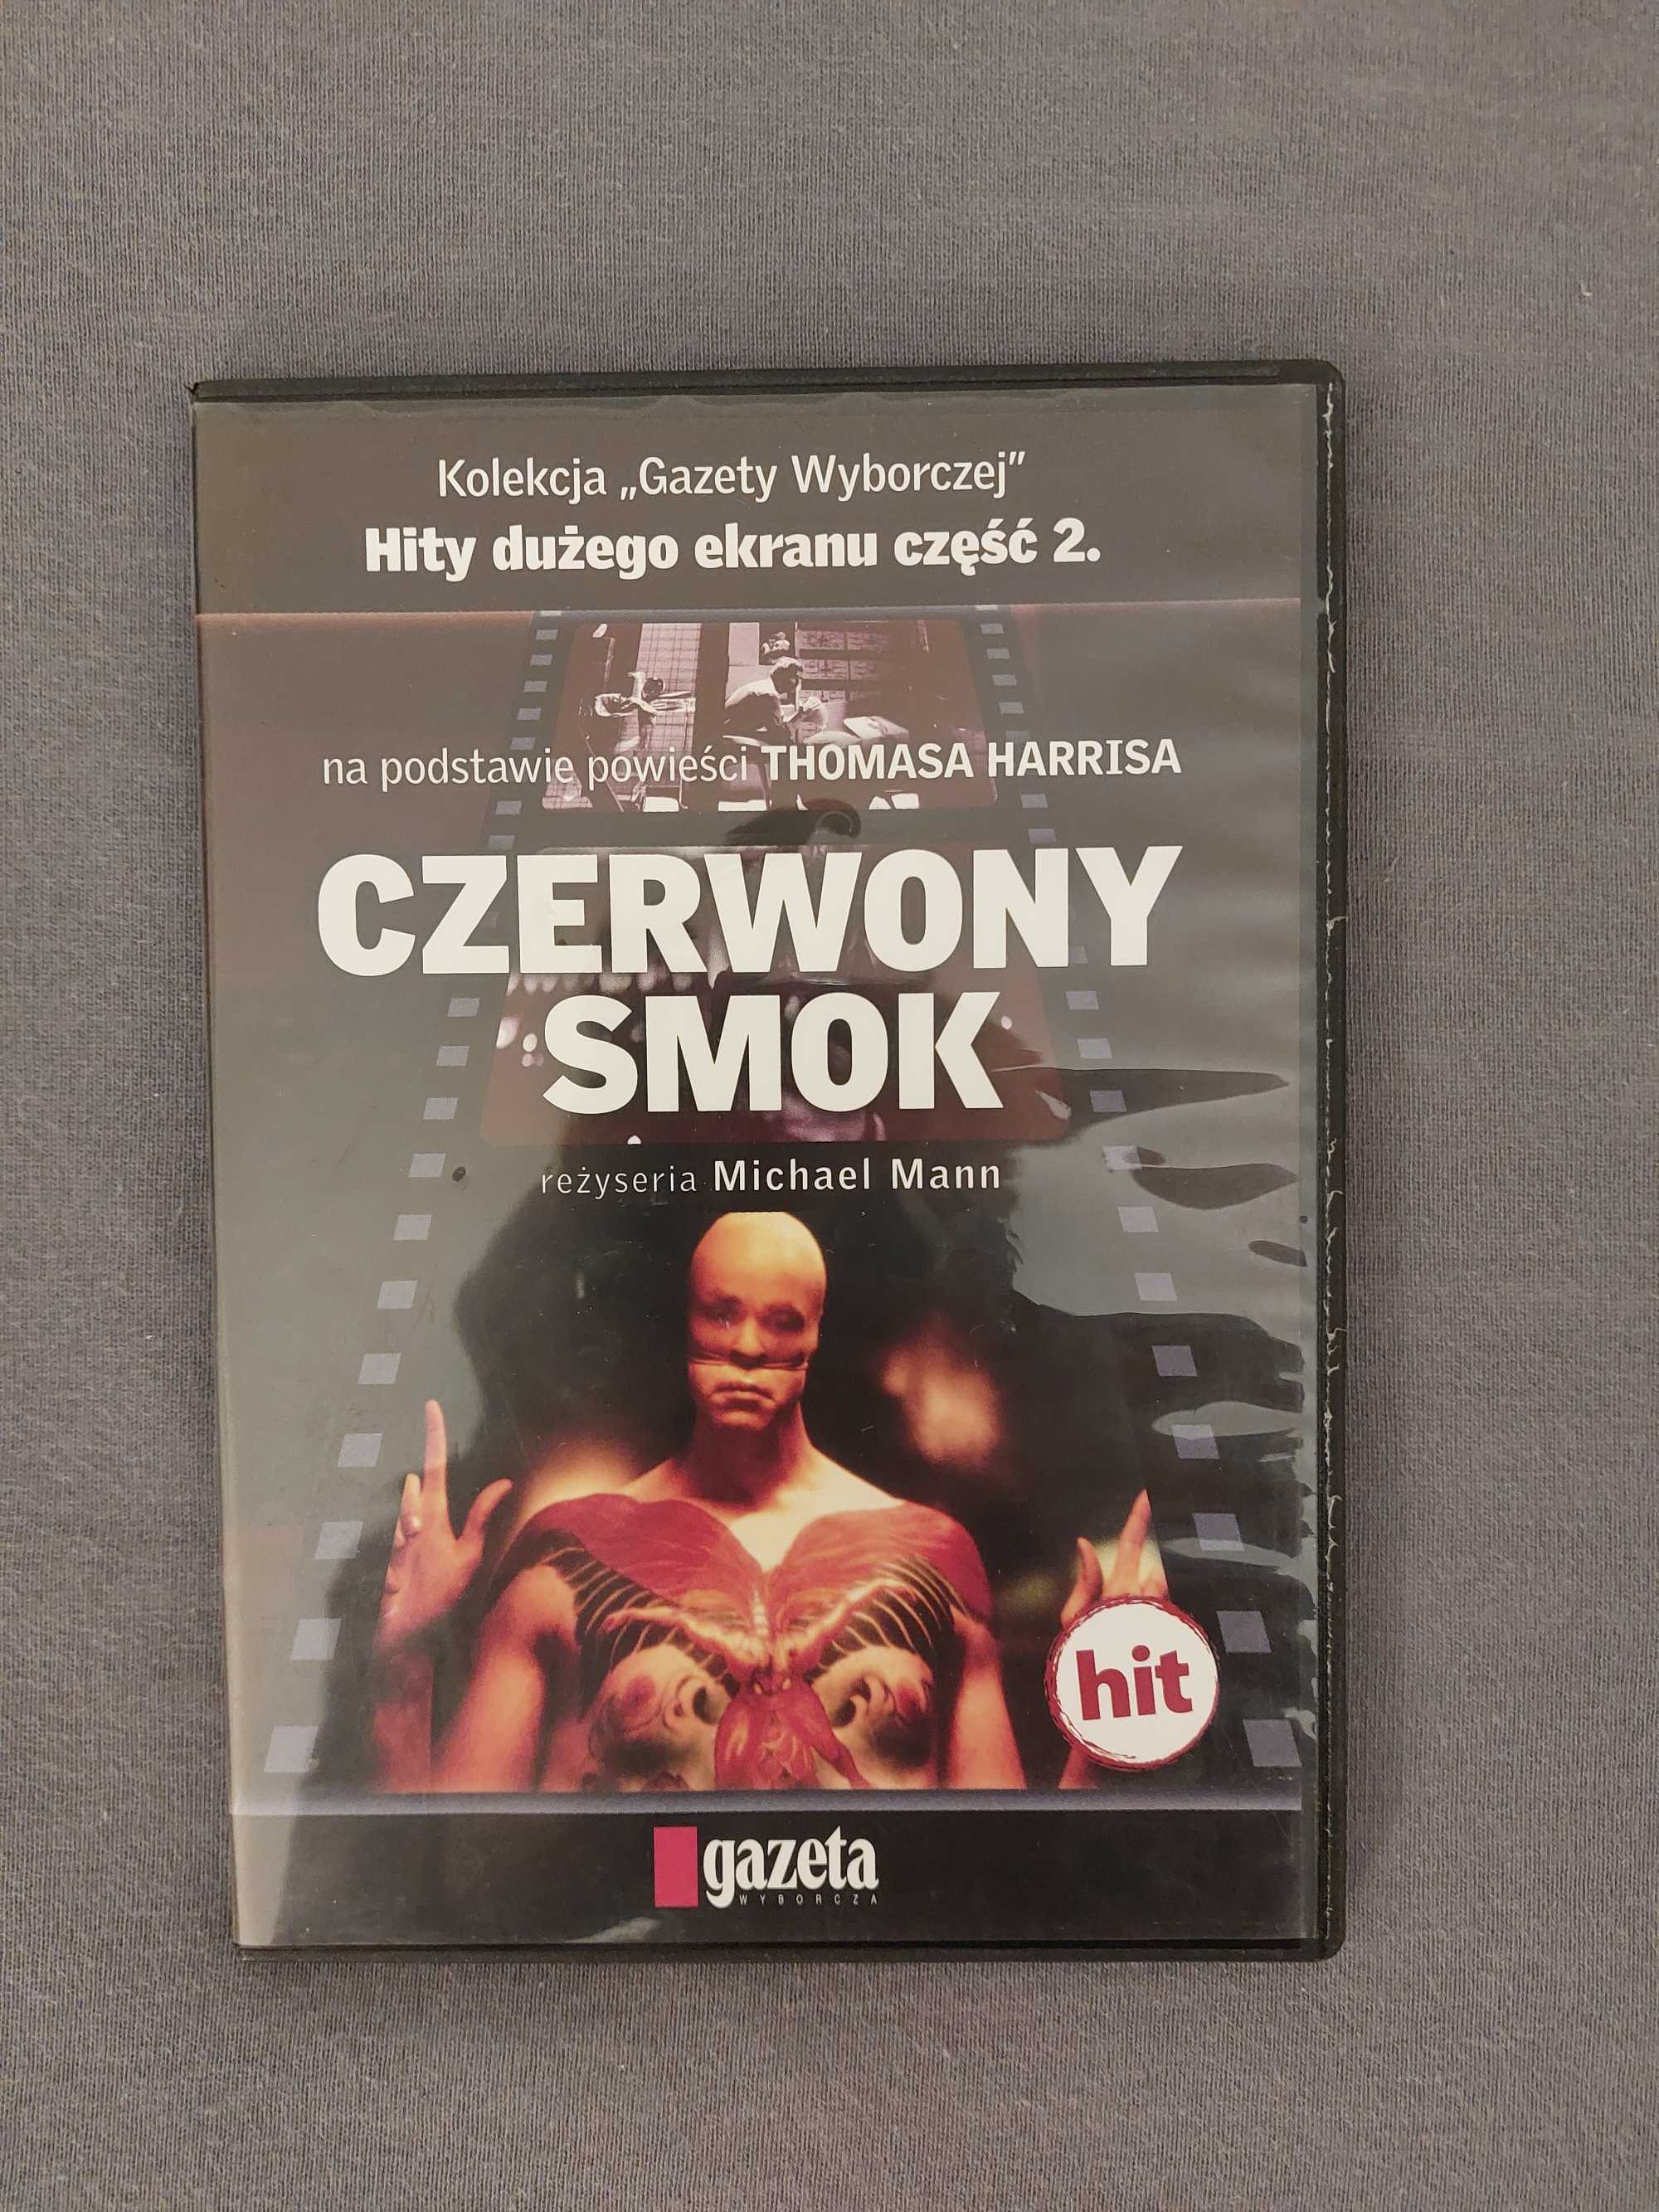 Kolekcja „Gazety Wyborczej”
Hity dużego ekranu część 2.
na podstawie powieści THOMASA HARRISA
CZERWONY
SMOK
reżyseria Michael Mann
hit
gazeta
WYBORCZA